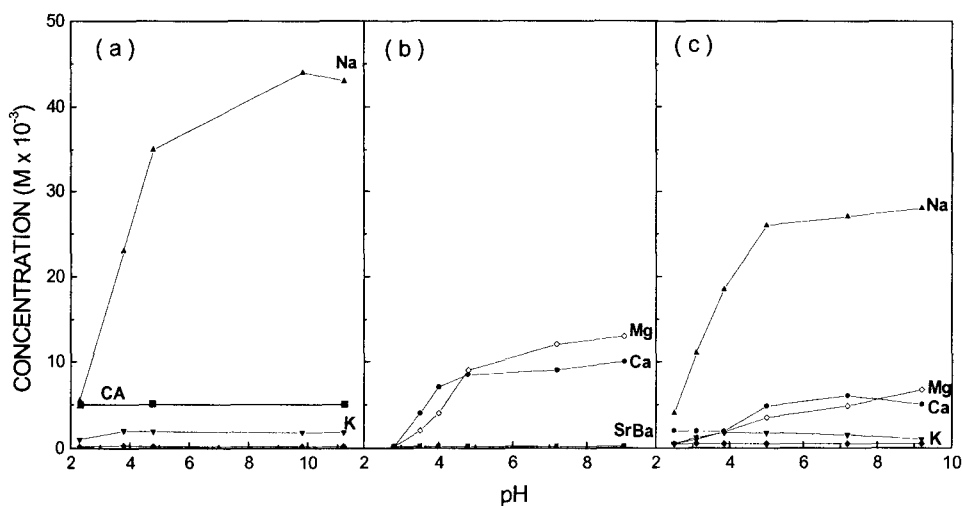 50
40
30
20
10
0
CONCENTRATION (M x 10⁻³)
( a )
Na
CA
K
2 4 6 8 10
( b )
Mg
Ca
SrBa
2 4 6 8
( c )
Na
Mg
Ca
K
2 4 6 8 10
pH